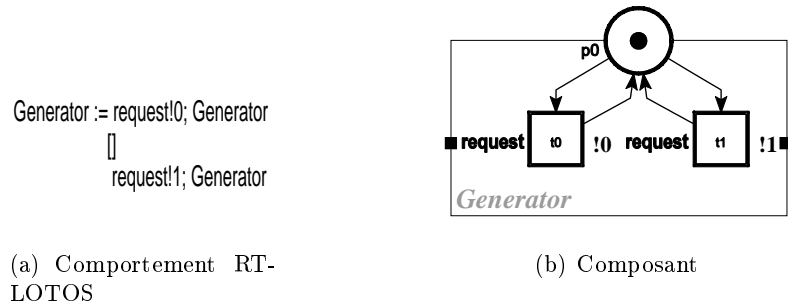 Generator := request!0; Generator
[]
request!1; Generator
(a) Comportement RT-
LOTOS
p0
request t0 !0 request t1 !1
Generator
(b) Composant